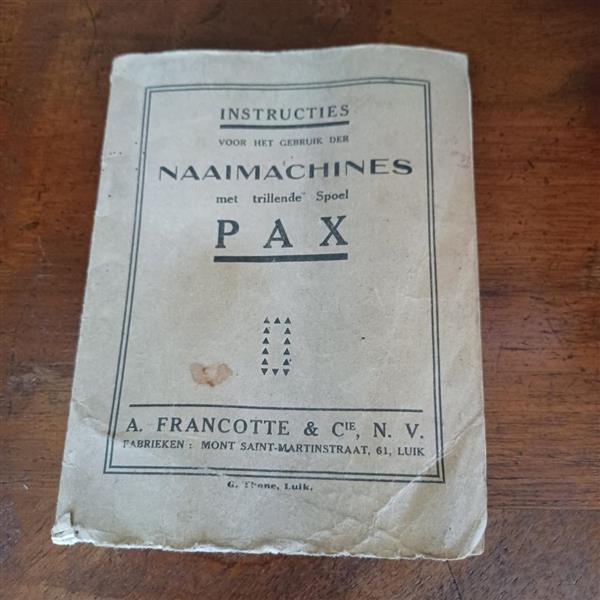 INSTRUCTIES
VOOR HET GEBRUIK DER
NAAIMACHINES
met trillende Spoel
PAX
A. FRANCOTTE & CIE, N. V.
FABRIEKEN : MONT SAINT-MARTINSTRAAT, 61, LUIK
G. Thone, Luik.